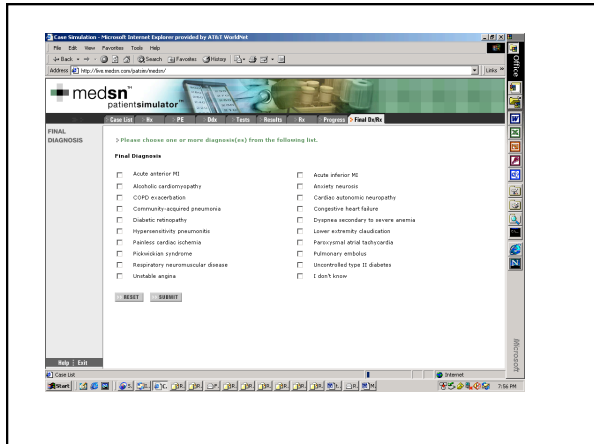 Case Simulation - Microsoft Internet Explorer provided by AT&T WorldNet
File Edit View Favorites Tools Help
Back Search Favorites History
Address http://live.medsn.com/patsim/medsn/ Links »
Office
medsn™
patientsimulator™
Case List Hx PE Ddx Tests Results Rx Progress Final Dx/Rx
FINAL
DIAGNOSIS
> Please choose one or more diagnosis(es) from the following list.
Final Diagnosis
Acute anterior MI Acute inferior MI
Alcoholic cardiomyopathy Anxiety neurosis
COPD exacerbation Cardiac autonomic neuropathy
Community-acquired pneumonia Congestive heart failure
Diabetic retinopathy Dyspnea secondary to severe anemia
Hypersensitivity pneumonitis Lower extremity claudication
Painless cardiac ischemia Paroxysmal atrial tachycardia
Pickwickian syndrome Pulmonary embolus
Respiratory neuromuscular disease Uncontrolled type II diabetes
Unstable angina I don't know
RESET SUBMIT
Help Exit
Microsoft
Case List Internet
Start 7:56 PM